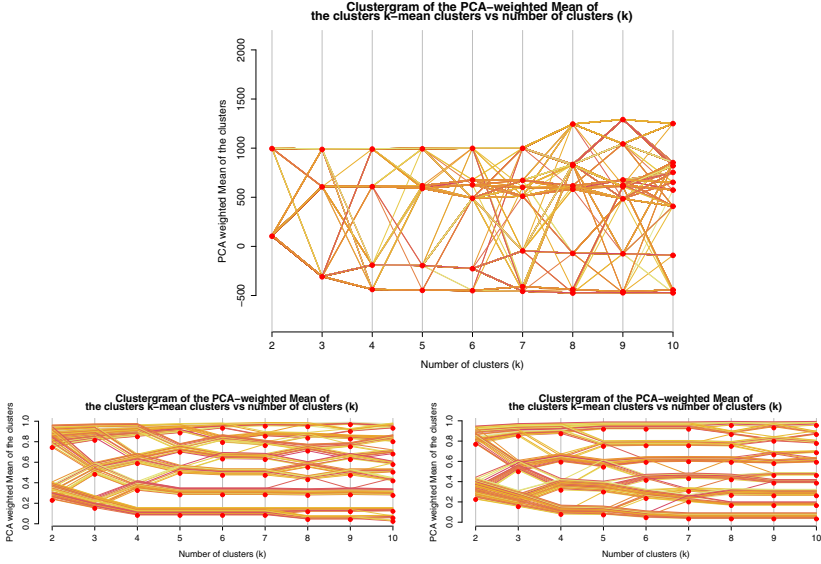 Clustergram of the PCA−weighted Mean of
the clusters k−mean clusters vs number of clusters (k)
PCA weighted Mean of the clusters
2000
1500
1000
500
0
−500
2 3 4 5 6 7 8 9 10
Number of clusters (k)
Clustergram of the PCA−weighted Mean of
the clusters k−mean clusters vs number of clusters (k)
PCA weighted Mean of the clusters
1.0
0.8
0.6
0.4
0.2
0.0
2 3 4 5 6 7 8 9 10
Number of clusters (k)
Clustergram of the PCA−weighted Mean of
the clusters k−mean clusters vs number of clusters (k)
PCA weighted Mean of the clusters
1.0
0.8
0.6
0.4
0.2
0.0
2 3 4 5 6 7 8 9 10
Number of clusters (k)